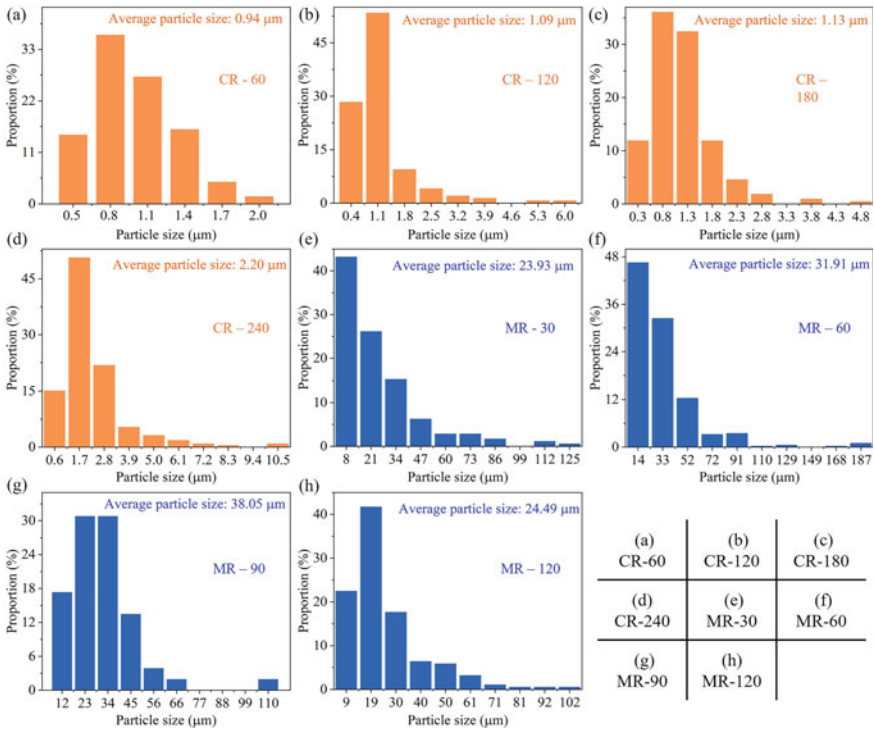 (a)
Average particle size: 0.94 μm
CR - 60
Proportion (%)
33
22
11
0
0.5 0.8 1.1 1.4 1.7 2.0
Particle size (μm)
(b)
Average particle size: 1.09 μm
CR – 120
Proportion (%)
45
30
15
0
0.4 1.1 1.8 2.5 3.2 3.9 4.6 5.3 6.0
Particle size (μm)
(c)
Average particle size: 1.13 μm
CR –
180
Proportion (%)
30
20
10
0
0.3 0.8 1.3 1.8 2.3 2.8 3.3 3.8 4.3 4.8
Particle size (μm)
(d)
Average particle size: 2.20 μm
CR – 240
Proportion (%)
45
30
15
0
0.6 1.7 2.8 3.9 5.0 6.1 7.2 8.3 9.4 10.5
Particle size (μm)
(e)
Average particle size: 23.93 μm
MR - 30
Proportion (%)
40
30
20
10
0
8 21 34 47 60 73 86 99 112 125
Particle size (μm)
(f)
Average particle size: 31.91 μm
MR – 60
Proportion (%)
48
36
24
12
0
14 33 52 72 91 110 129 149 168 187
Particle size (μm)
(g)
Average particle size: 38.05 μm
MR – 90
Proportion (%)
30
24
18
12
6
0
12 23 34 45 56 66 77 88 99 110
Particle size (μm)
(h)
Average particle size: 24.49 μm
MR – 120
Proportion (%)
40
30
20
10
0
9 19 30 40 50 61 71 81 92 102
Particle size (μm)
(a) (b) (c)
CR-60 CR-120 CR-180
(d) (e) (f)
CR-240 MR-30 MR-60
(g) (h)
MR-90 MR-120